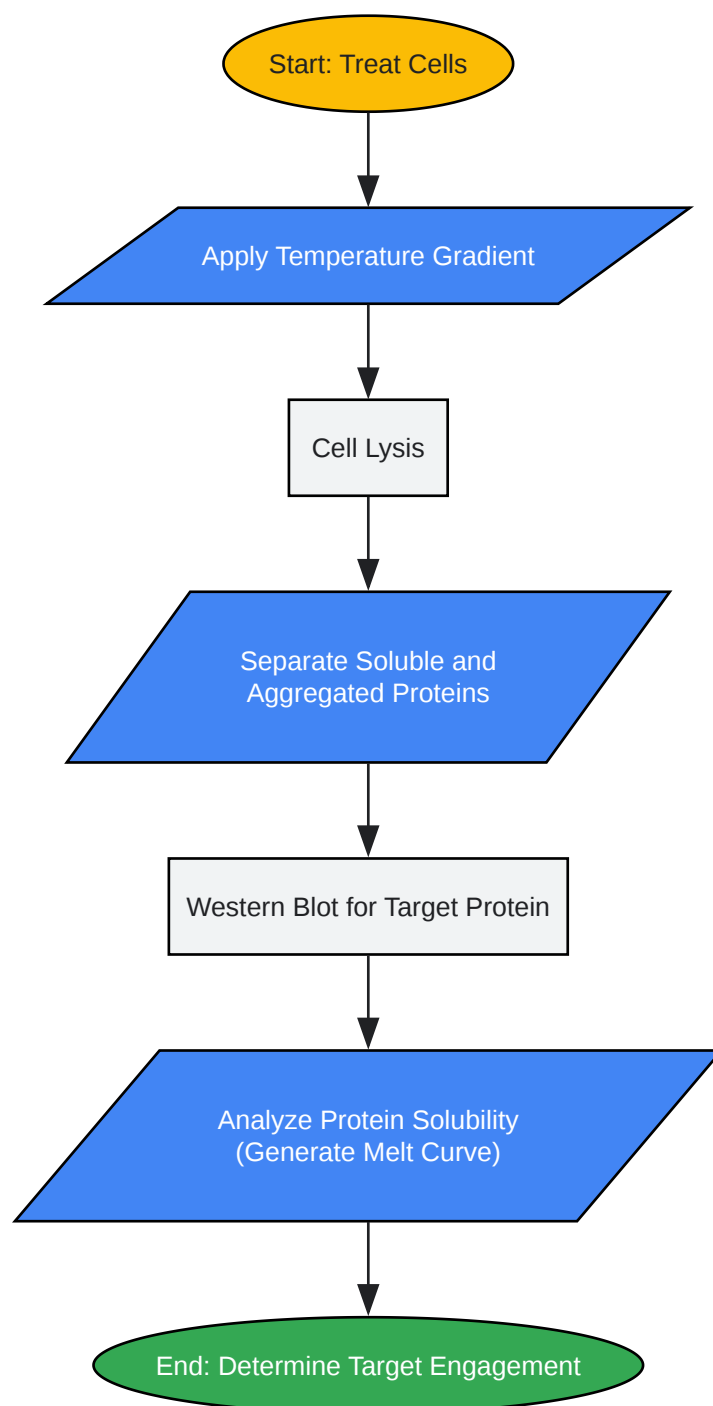 Start: Treat Cells
Apply Temperature Gradient
Cell Lysis
Separate Soluble and
Aggregated Proteins
Western Blot for Target Protein
Analyze Protein Solubility
(Generate Melt Curve)
End: Determine Target Engagement